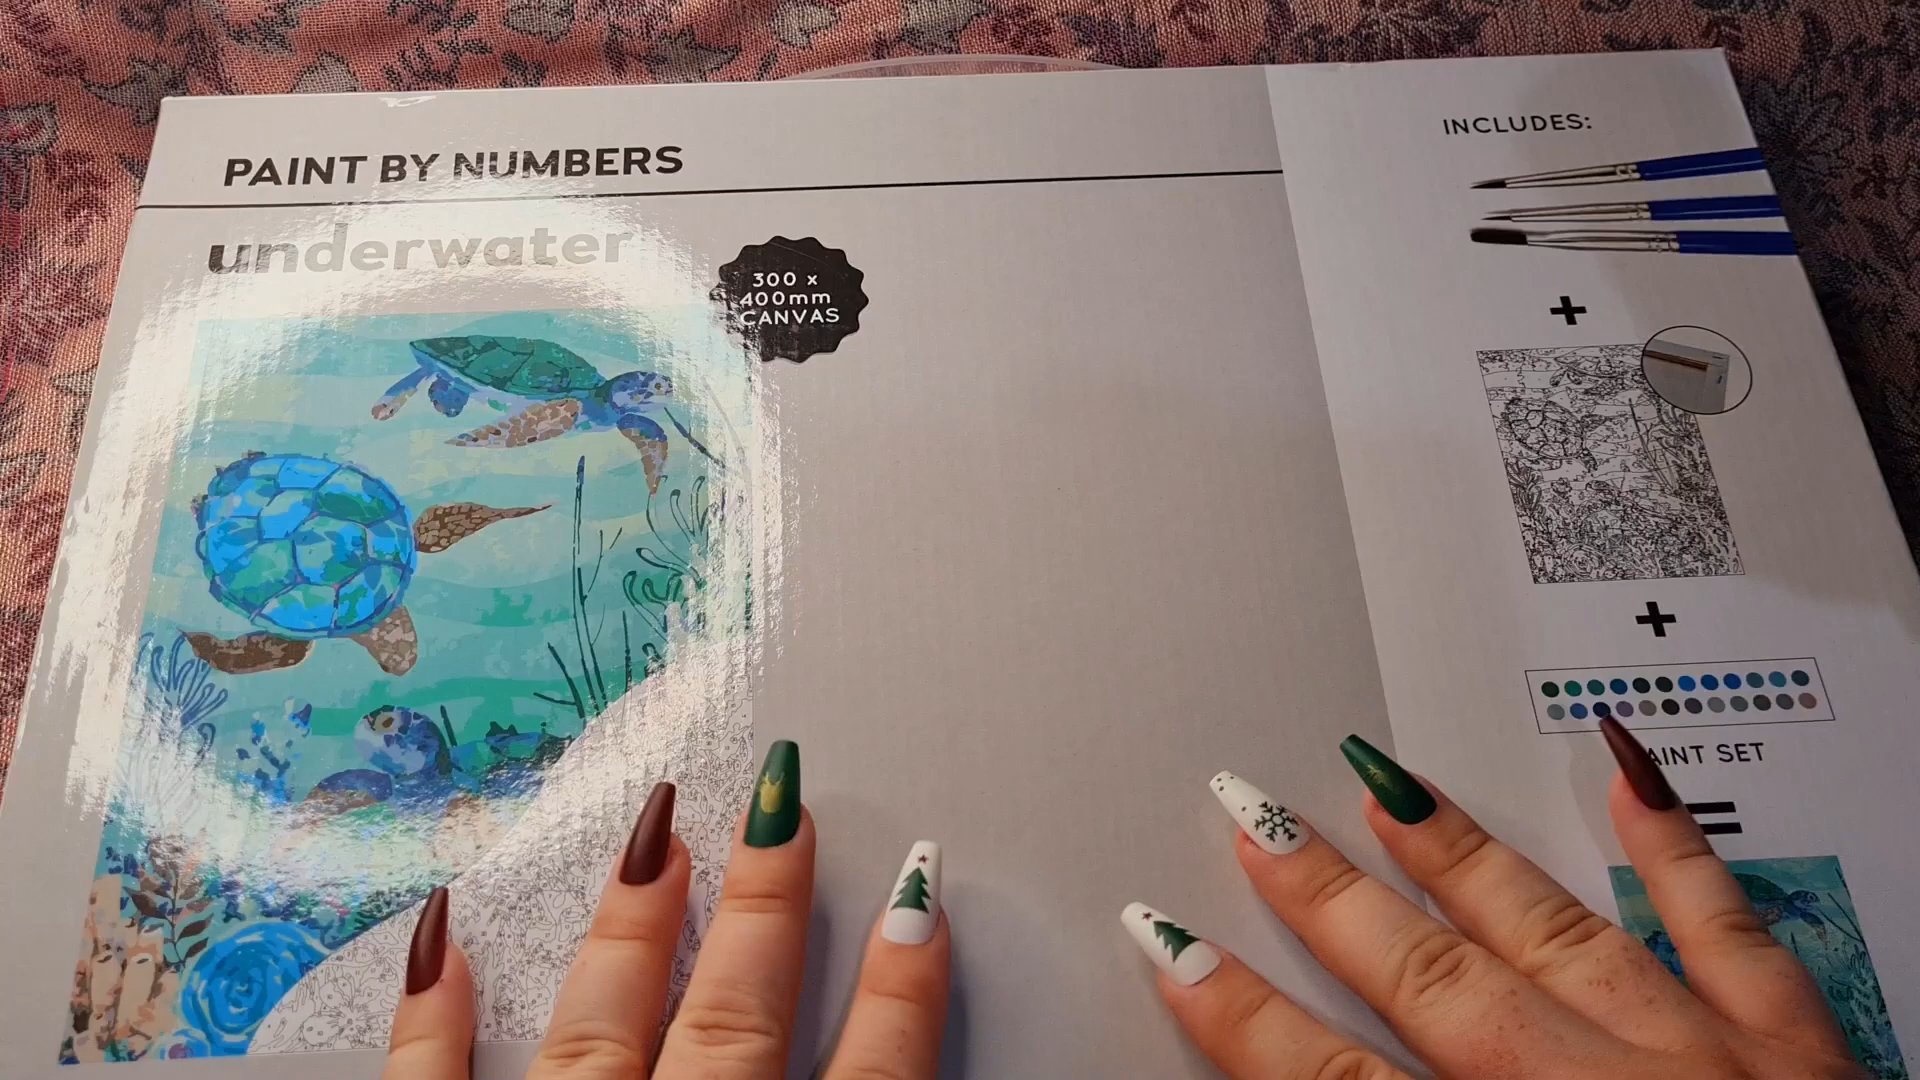 PAINT BY NUMBERS
underwater
300 x
400mm
CANVAS
INCLUDES:
+
+
AINT SET
=